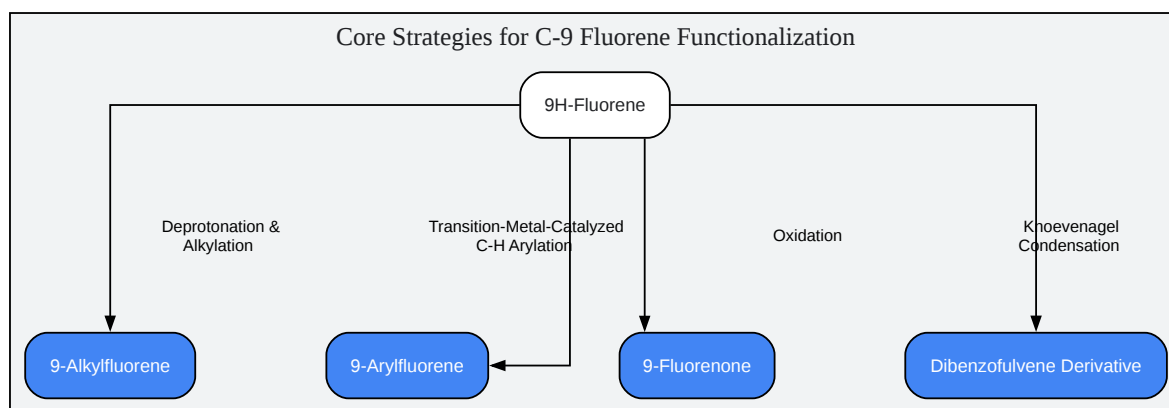 Core Strategies for C-9 Fluorene Functionalization
9H-Fluorene
Deprotonation &
Alkylation
Transition-Metal-Catalyzed
C-H Arylation
Oxidation
Knoevenagel
Condensation
9-Alkylfluorene
9-Arylfluorene
9-Fluorenone
Dibenzofulvene Derivative